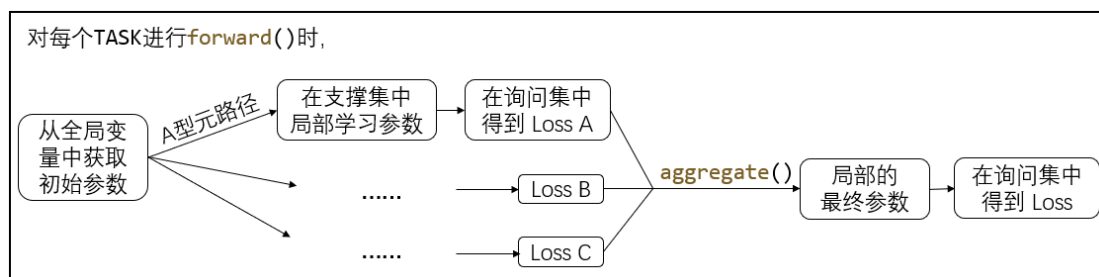 对每个TASK进行forward()时,
从全局变
量中获取
初始参数
A型元路径
在支撑集中
局部学习参数
在询问集中
得到 Loss A
……
Loss B
……
Loss C
aggregate()
局部的
最终参数
在询问集中
得到 Loss